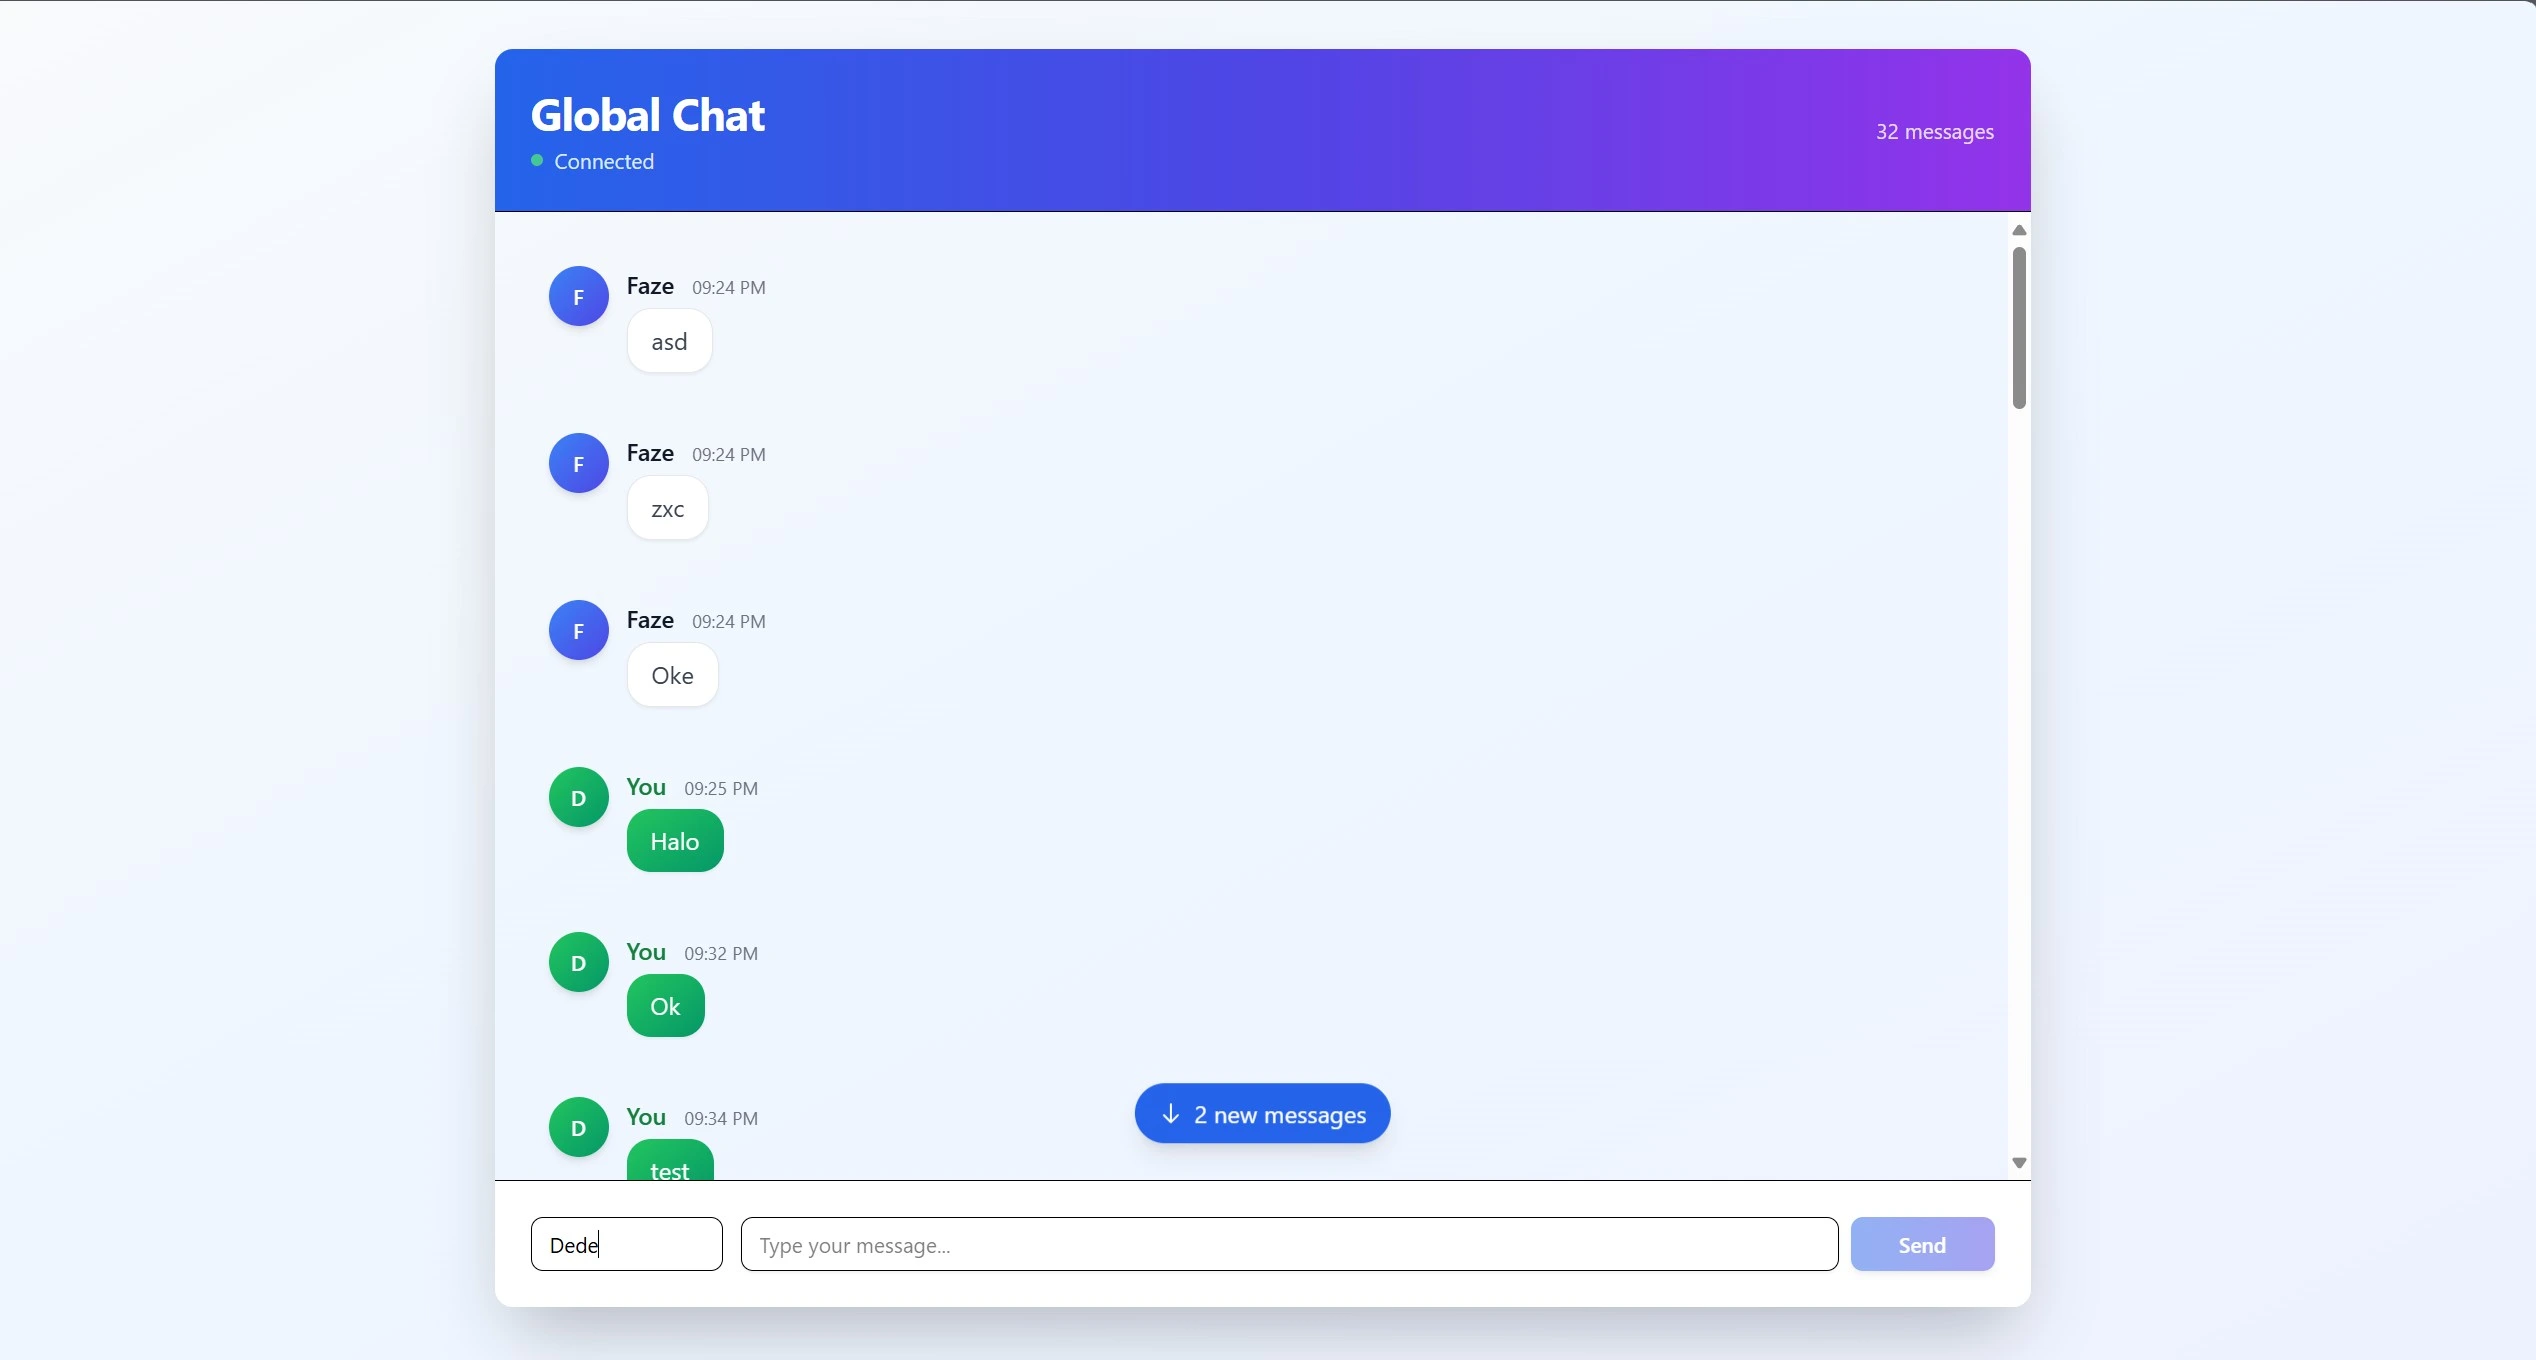 Global Chat
Connected
32 messages
F
Faze 09:24 PM
asd
F
Faze 09:24 PM
zxc
F
Faze 09:24 PM
Oke
D
You 09:25 PM
Halo
D
You 09:32 PM
Ok
D
You 09:34 PM
test
↓ 2 new messages
Dede
Type your message...
Send